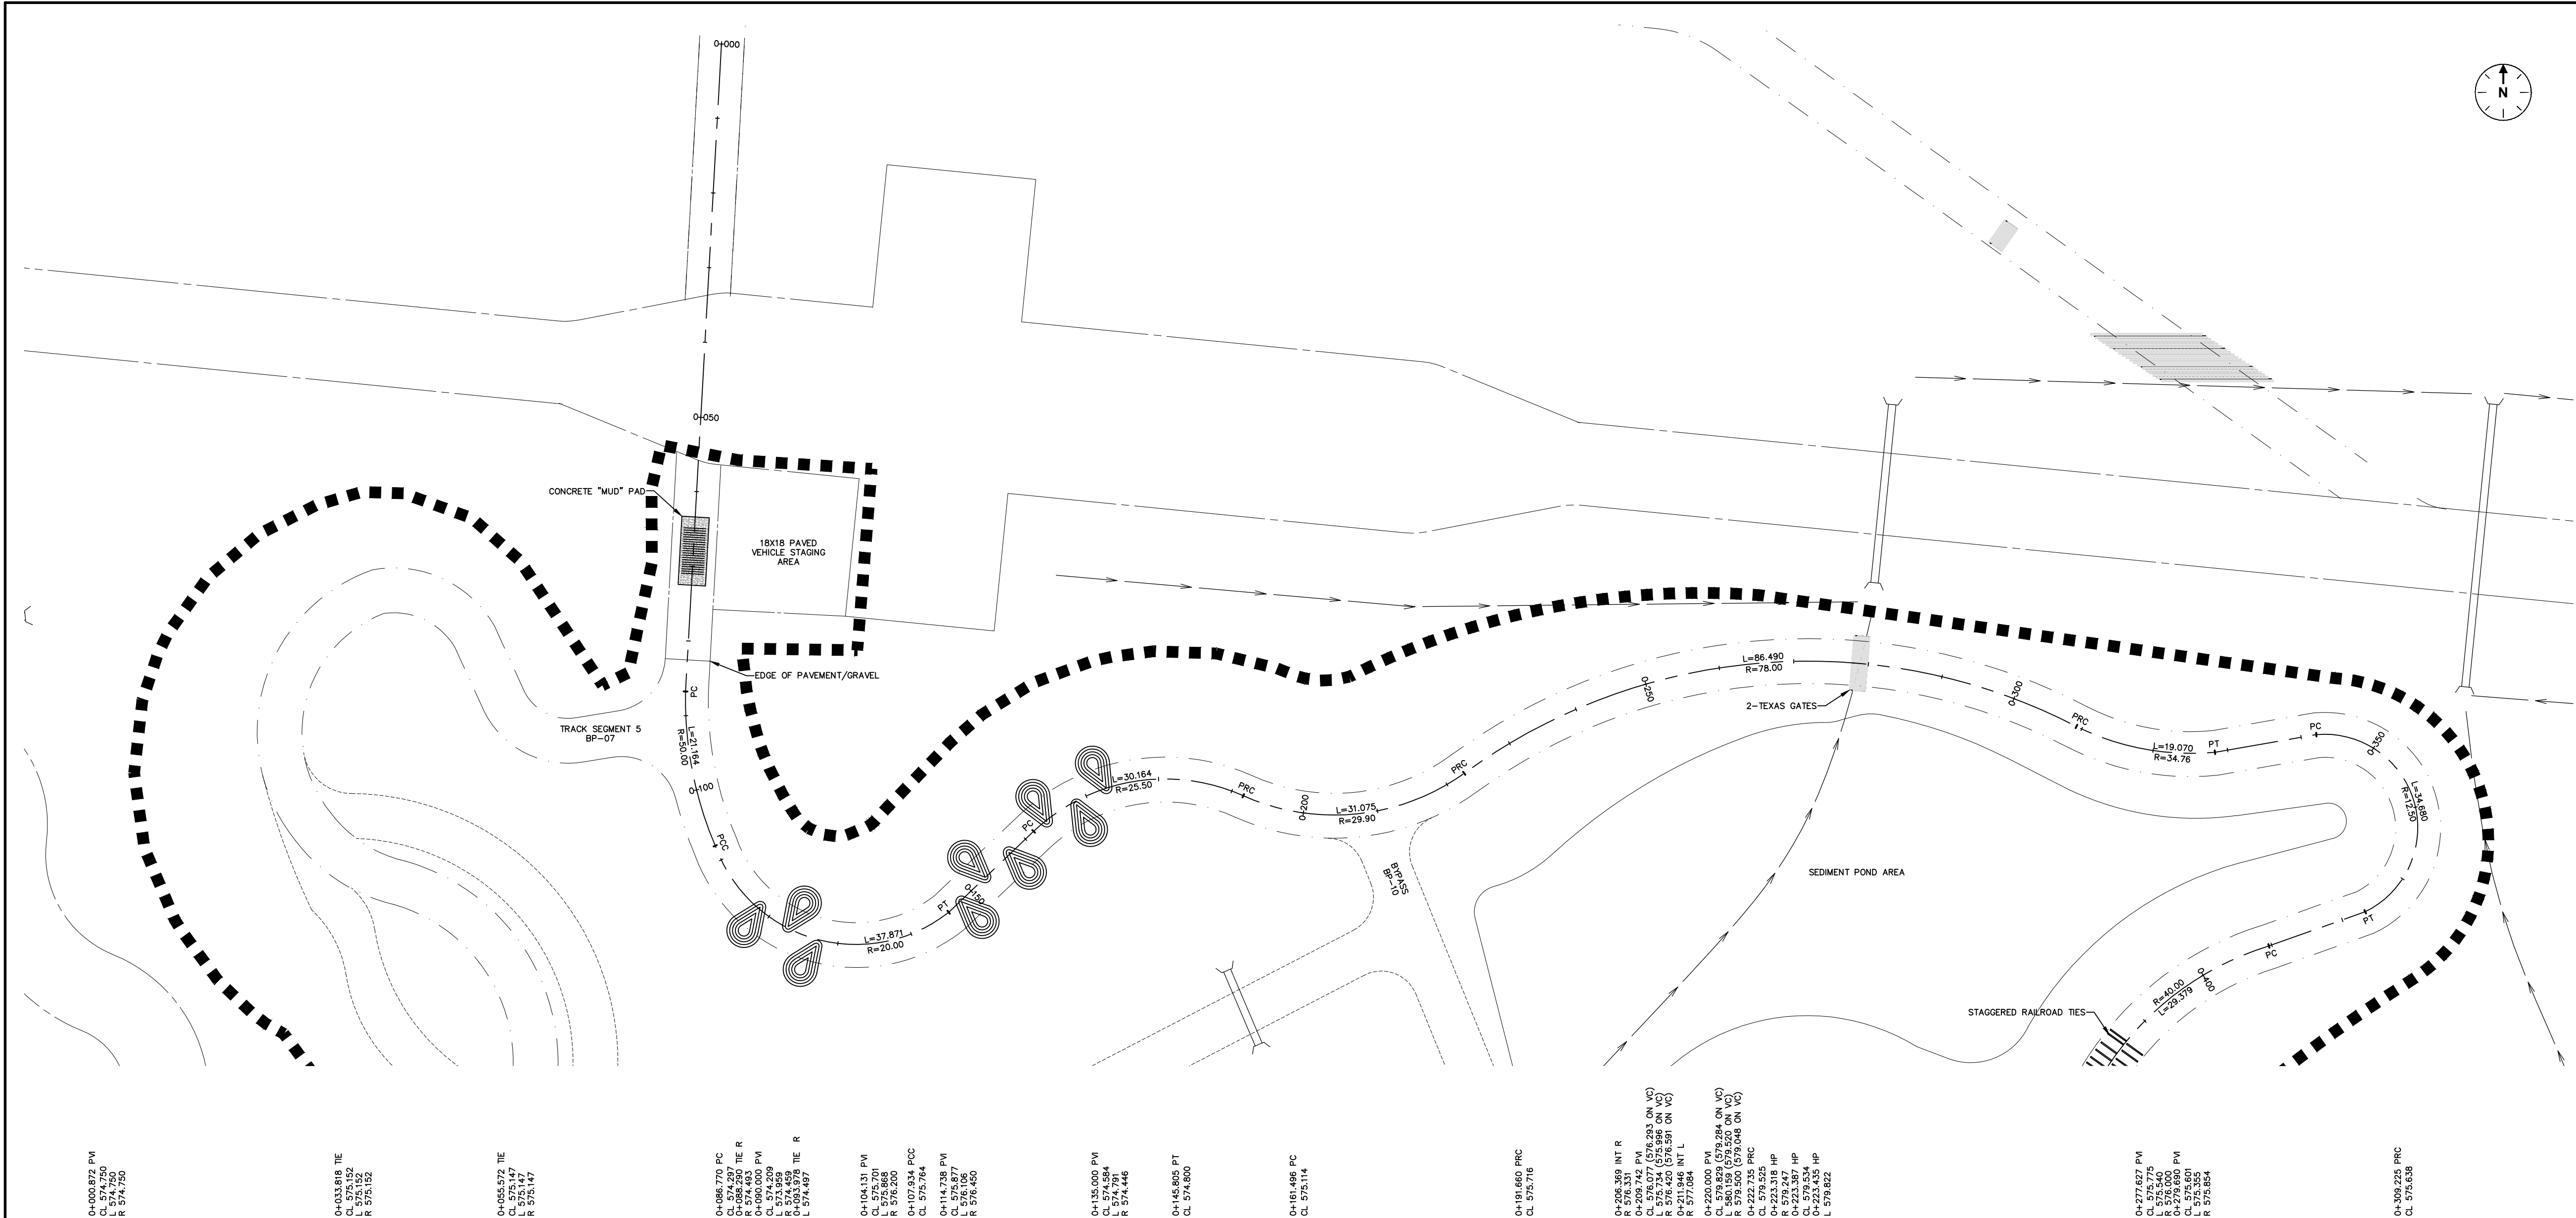 0+000
N
0+050
CONCRETE "MUD" PAD
18X18 PAVED
VEHICLE STAGING
AREA
EDGE OF PAVEMENT/GRAVEL
PC
TRACK SEGMENT 5
BP-07
L=21.164
R=50.00
0+100
PCC
L=37.871
R=20.00
PT
0+150
PC
L=30.164
R=25.50
PRC
0+200
L=31.075
R=29.90
PRC
BYPASS
BP-10
0+250
L=86.490
R=78.00
2-TEXAS GATES
0+300
PRC
L=19.070
R=34.76
PT
PC
0+350
L=34.680
R=12.50
SEDIMENT POND AREA
PT
PC
0+400
R=40.00
L=29.379
STAGGERED RAILROAD TIES
0+000.872 PVI
CL 574.750
L 574.750
R 574.750
0+033.818 TIE
CL 575.152
L 575.152
R 575.152
0+055.572 TIE
CL 575.147
L 575.147
R 575.147
0+086.770 PC
CL 574.297
0+088.290 TIE R
R 574.493
0+090.000 PVI
CL 574.209
L 573.959
R 574.459
0+093.978 TIE R
L 574.497
0+104.131 PVI
CL 575.701
L 575.868
R 576.200
0+107.934 PCC
CL 575.764
0+114.738 PVI
CL 575.877
L 576.106
R 576.450
0+135.000 PVI
CL 574.584
L 574.791
R 574.446
0+145.805 PT
CL 574.800
0+161.496 PC
CL 575.114
0+191.660 PRC
CL 575.716
0+206.369 INT R
R 576.331
0+209.742 PVI
CL 576.077 (576.293 ON VC)
L 575.734 (575.996 ON VC)
R 576.420 (576.591 ON VC)
0+211.946 INT L
R 577.084
0+220.000 PVI
CL 579.829 (579.284 ON VC)
L 580.159 (579.520 ON VC)
R 579.500 (579.048 ON VC)
0+222.735 PRC
CL 579.525
0+223.318 HP
R 579.247
0+223.387 HP
CL 579.534
0+223.435 HP
L 579.822
0+277.627 PVI
CL 575.775
L 575.540
R 576.000
0+279.690 PVI
CL 575.601
L 575.355
R 575.854
0+309.225 PRC
CL 575.638